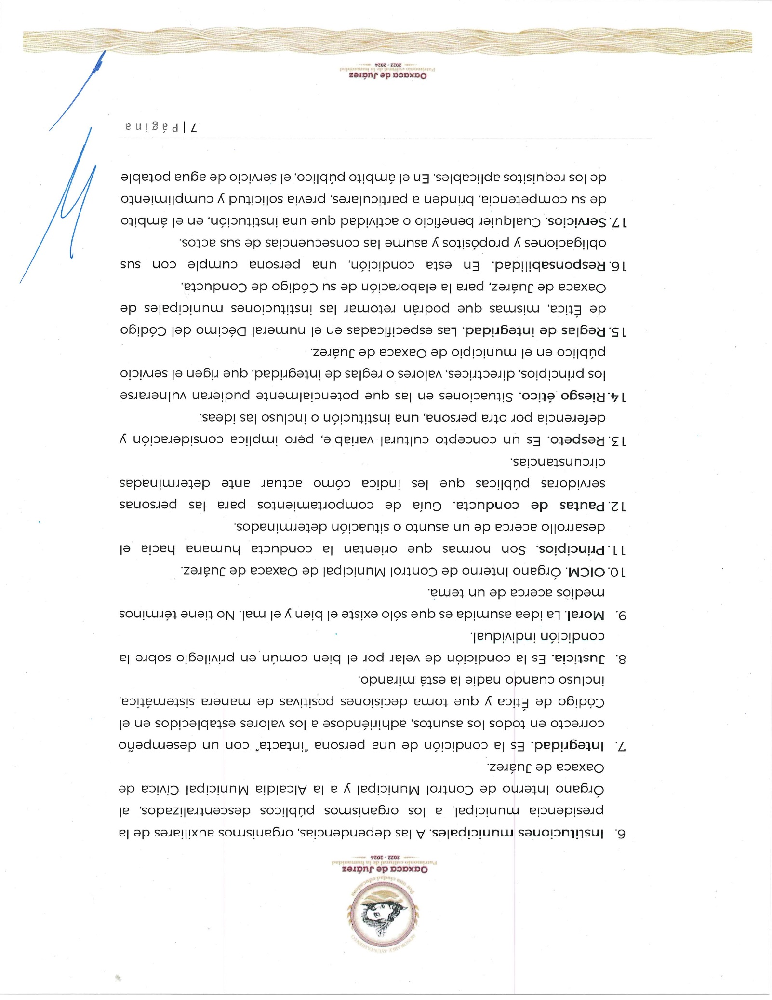 HONORABLE AYUNTAMIENTO
Por una ciudad educadora
Oaxaca de Juárez
Patrimonio cultural de la humanidad
2022 - 2024
6. Instituciones municipales. A las dependencias, organismos auxiliares de la
presidencia municipal, a los organismos públicos descentralizados, al
Órgano Interno de Control Municipal y a la Alcaldía Municipal Cívica de
Oaxaca de Juárez.
7. Integridad. Es la condición de una persona “intacta” con un desempeño
correcto en todos los asuntos, adhiriéndose a los valores establecidos en el
Código de Ética y que toma decisiones positivas de manera sistemática,
incluso cuando nadie la está mirando.
8. Justicia. Es la condición de velar por el bien común en privilegio sobre la
condición individual.
9. Moral. La idea asumida es que sólo existe el bien y el mal. No tiene términos
medios acerca de un tema.
10. OICM. Órgano Interno de Control Municipal de Oaxaca de Juárez.
11. Principios. Son normas que orientan la conducta humana hacia el
desarrollo acerca de un asunto o situación determinados.
12. Pautas de conducta. Guía de comportamientos para las personas
servidoras públicas que les indica cómo actuar ante determinadas
circunstancias.
13. Respeto. Es un concepto cultural variable, pero implica consideración y
deferencia por otra persona, una institución o incluso las ideas.
14. Riesgo ético. Situaciones en las que potencialmente pudieran vulnerarse
los principios, directrices, valores o reglas de integridad, que rigen el servicio
público en el municipio de Oaxaca de Juárez.
15. Reglas de integridad. Las especificadas en el numeral Décimo del Código
de Ética, mismas que podrán retomar las instituciones municipales de
Oaxaca de Juárez, para la elaboración de su Código de Conducta.
16. Responsabilidad. En esta condición, una persona cumple con sus
obligaciones y propósitos y asume las consecuencias de sus actos.
17. Servicios. Cualquier beneficio o actividad que una institución, en el ámbito
de su competencia, brinden a particulares, previa solicitud y cumplimiento
de los requisitos aplicables. En el ámbito público, el servicio de agua potable
7 | Página
Oaxaca de Juárez
Patrimonio cultural de la humanidad
2022 - 2024